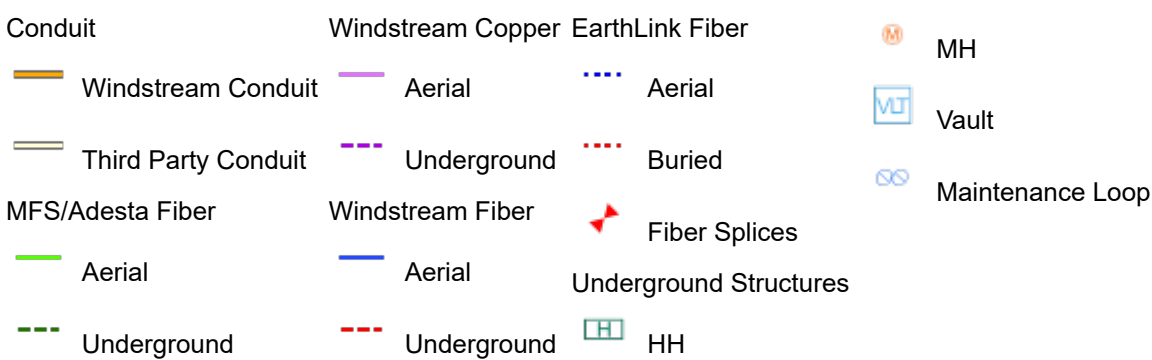 Conduit
Windstream Conduit
Third Party Conduit
MFS/Adesta Fiber
Aerial
Underground
Windstream Copper
Aerial
Underground
Windstream Fiber
Aerial
Underground
EarthLink Fiber
Aerial
Buried
Fiber Splices
Underground Structures
H
HH
M
MH
VLT
Vault
Maintenance Loop